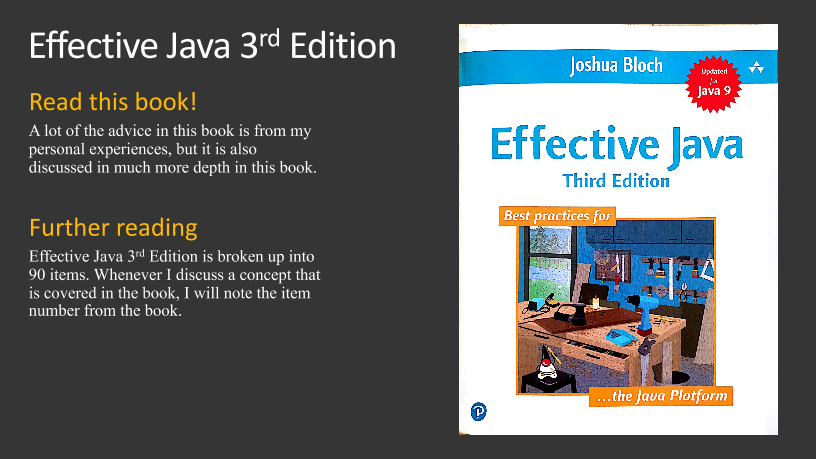 Effective Java 3rd Edition
Read this book!
A lot of the advice in this book is from my
personal experiences, but it is also
discussed in much more depth in this book.
Further reading
Effective Java 3rd Edition is broken up into
90 items. Whenever I discuss a concept that
is covered in the book, I will note the item
number from the book.
Joshua Bloch
Updated
for
Java 9
Effective Java
Third Edition
Best practices for
...the Java Platform
P